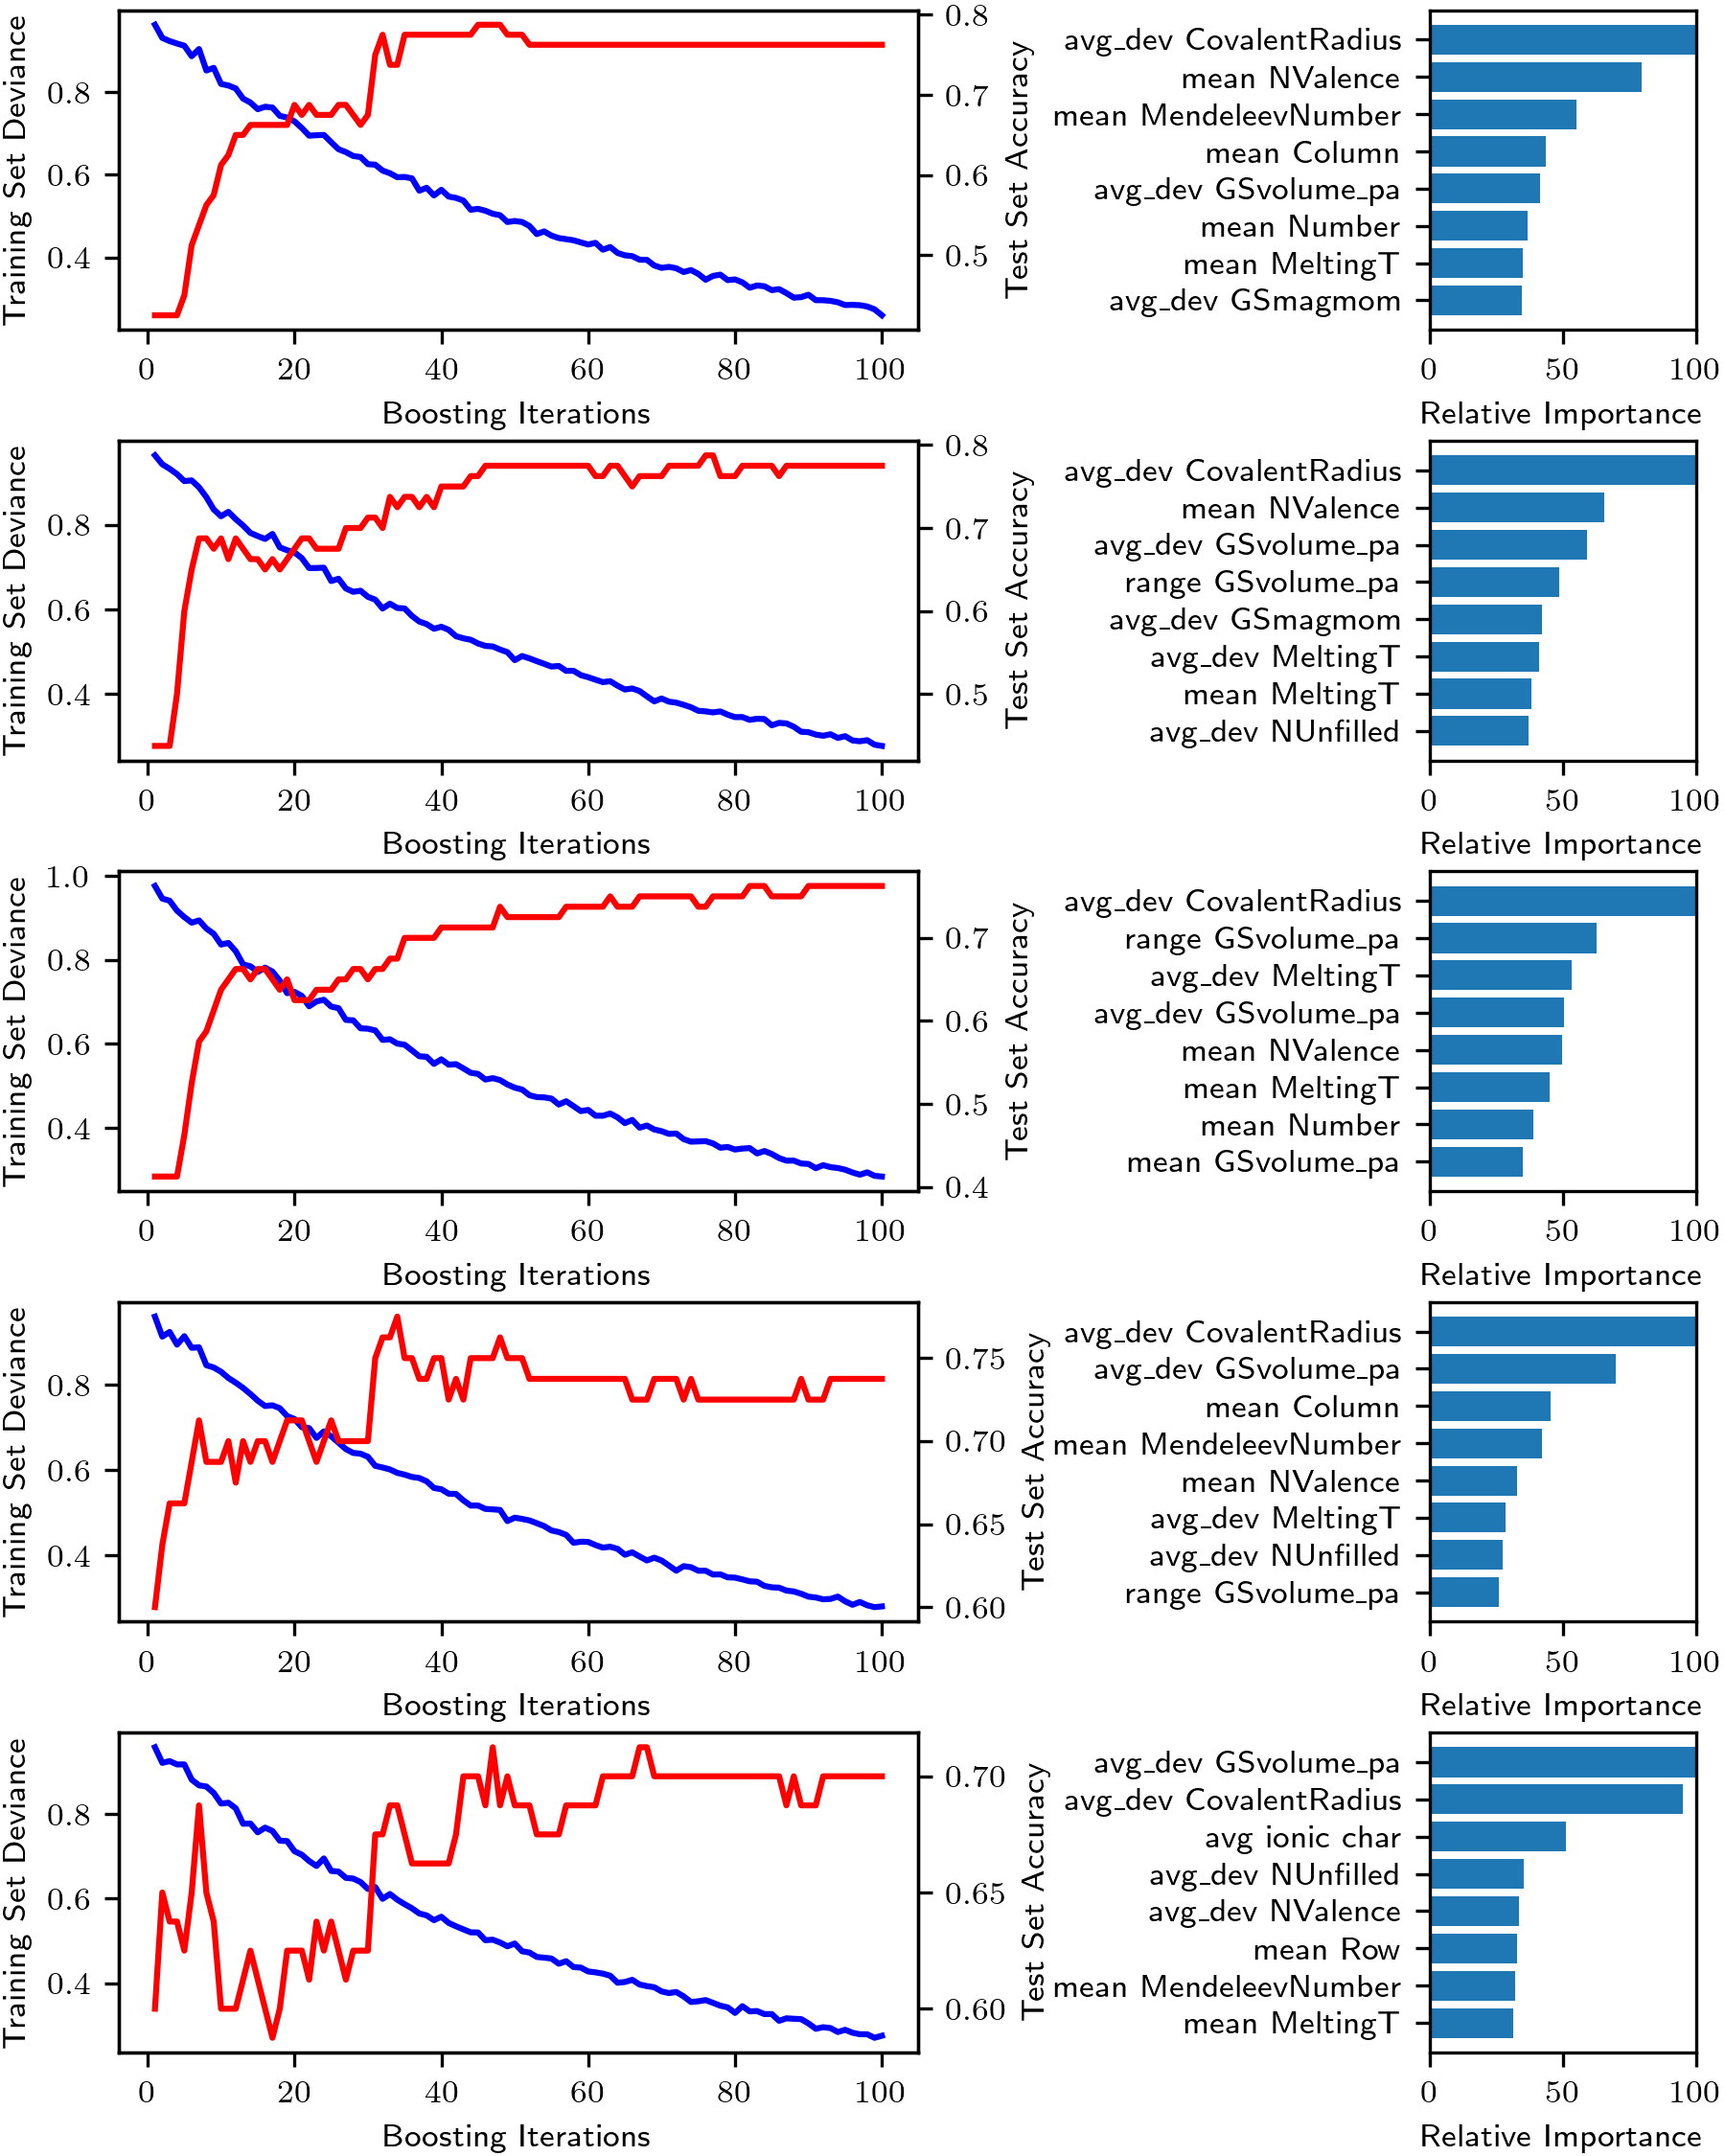 Training Set Deviance
0.8
0.6
0.4
0.8
0.7
0.6
0.5
Test Set Accuracy
0 20 40 60 80 100
Boosting Iterations
avg_dev CovalentRadius
mean NValence
mean MendeleevNumber
mean Column
avg_dev GSvolume_pa
mean Number
mean MeltingT
avg_dev GSmagmom
0 50 100
Relative Importance
Training Set Deviance
0.8
0.6
0.4
0.8
0.7
0.6
0.5
Test Set Accuracy
0 20 40 60 80 100
Boosting Iterations
avg_dev CovalentRadius
mean NValence
avg_dev GSvolume_pa
range GSvolume_pa
avg_dev GSmagmom
avg_dev MeltingT
mean MeltingT
avg_dev NUnfilled
0 50 100
Relative Importance
Training Set Deviance
1.0
0.8
0.6
0.4
0.7
0.6
0.5
0.4
Test Set Accuracy
0 20 40 60 80 100
Boosting Iterations
avg_dev CovalentRadius
range GSvolume_pa
avg_dev MeltingT
avg_dev GSvolume_pa
mean NValence
mean MeltingT
mean Number
mean GSvolume_pa
0 50 100
Relative Importance
Training Set Deviance
0.8
0.6
0.4
0.75
0.70
0.65
0.60
Test Set Accuracy
0 20 40 60 80 100
Boosting Iterations
avg_dev CovalentRadius
avg_dev GSvolume_pa
mean Column
mean MendeleevNumber
mean NValence
avg_dev MeltingT
avg_dev NUnfilled
range GSvolume_pa
0 50 100
Relative Importance
Training Set Deviance
0.8
0.6
0.4
0.70
0.65
0.60
Test Set Accuracy
0 20 40 60 80 100
Boosting Iterations
avg_dev GSvolume_pa
avg_dev CovalentRadius
avg ionic char
avg_dev NUnfilled
avg_dev NValence
mean Row
mean MendeleevNumber
mean MeltingT
0 50 100
Relative Importance